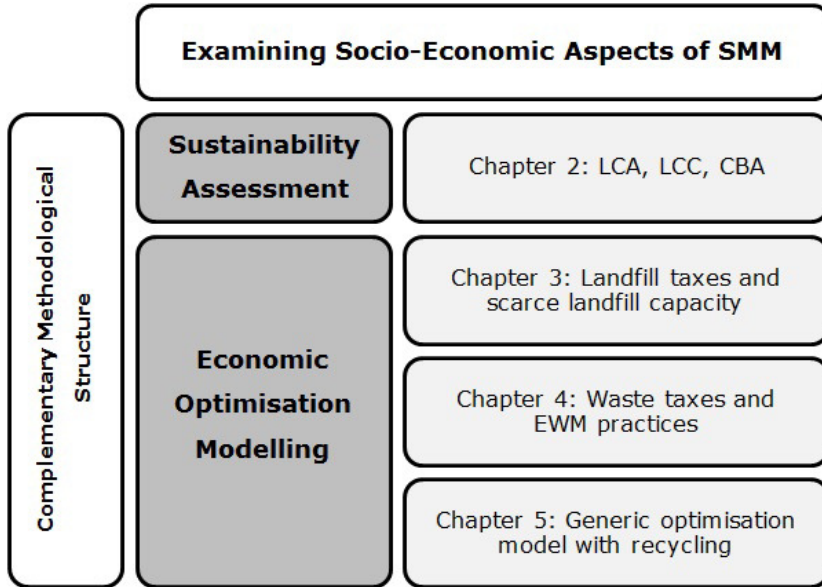 Examining Socio-Economic Aspects of SMM
Complementary Methodological
Structure
Sustainability
Assessment
Chapter 2: LCA, LCC, CBA
Economic
Optimisation
Modelling
Chapter 3: Landfill taxes and
scarce landfill capacity
Chapter 4: Waste taxes and
EWM practices
Chapter 5: Generic optimisation
model with recycling